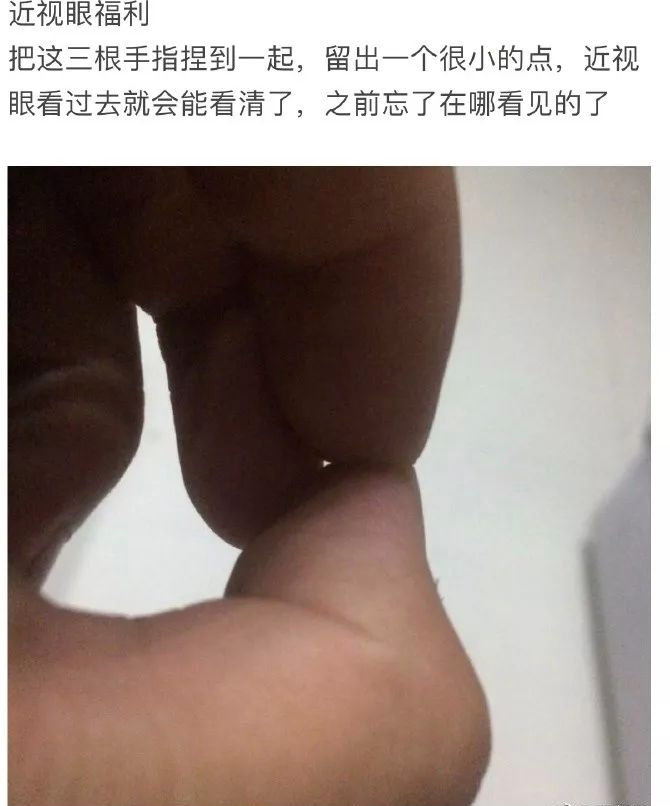 近视眼福利
把这三根手指捏到一起，留出一个很小的点，近视
眼看过去就会能看清了，之前忘了在哪看见的了